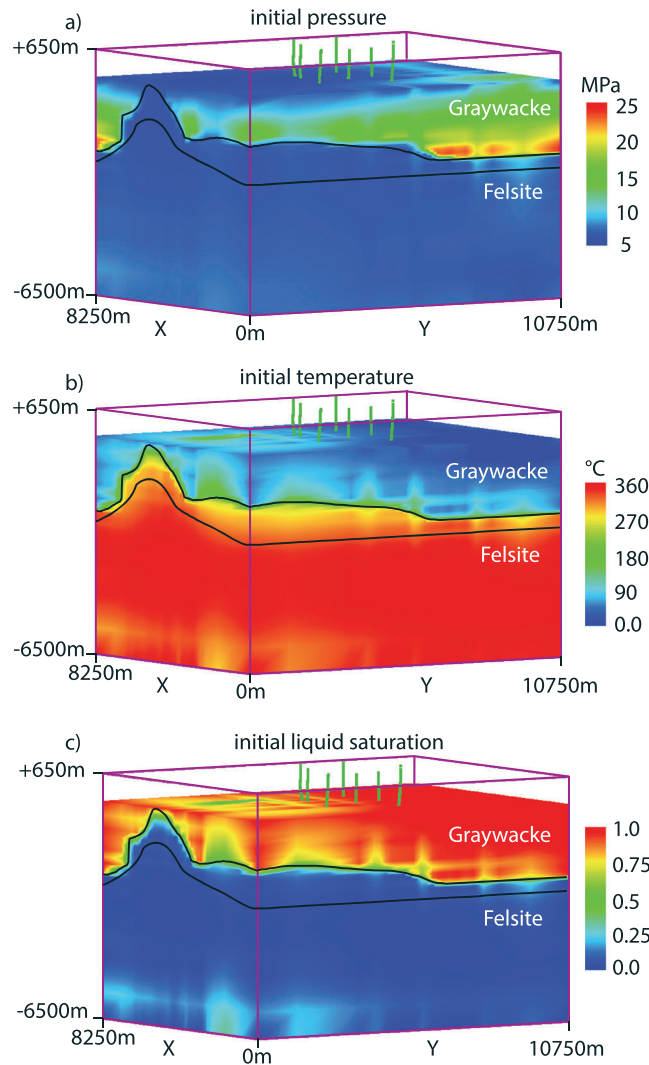 a)
initial pressure
+650m
MPa
Graywacke
25
20
15
Felsite
10
5
-6500m
8250m
X
0m
Y
10750m
b)
initial temperature
+650m
Graywacke
°C
360
270
Felsite
180
90
0.0
-6500m
8250m
X
0m
Y
10750m
c)
initial liquid saturation
+650m
Graywacke
1.0
0.75
0.5
Felsite
0.25
0.0
-6500m
8250m
X
0m
Y
10750m